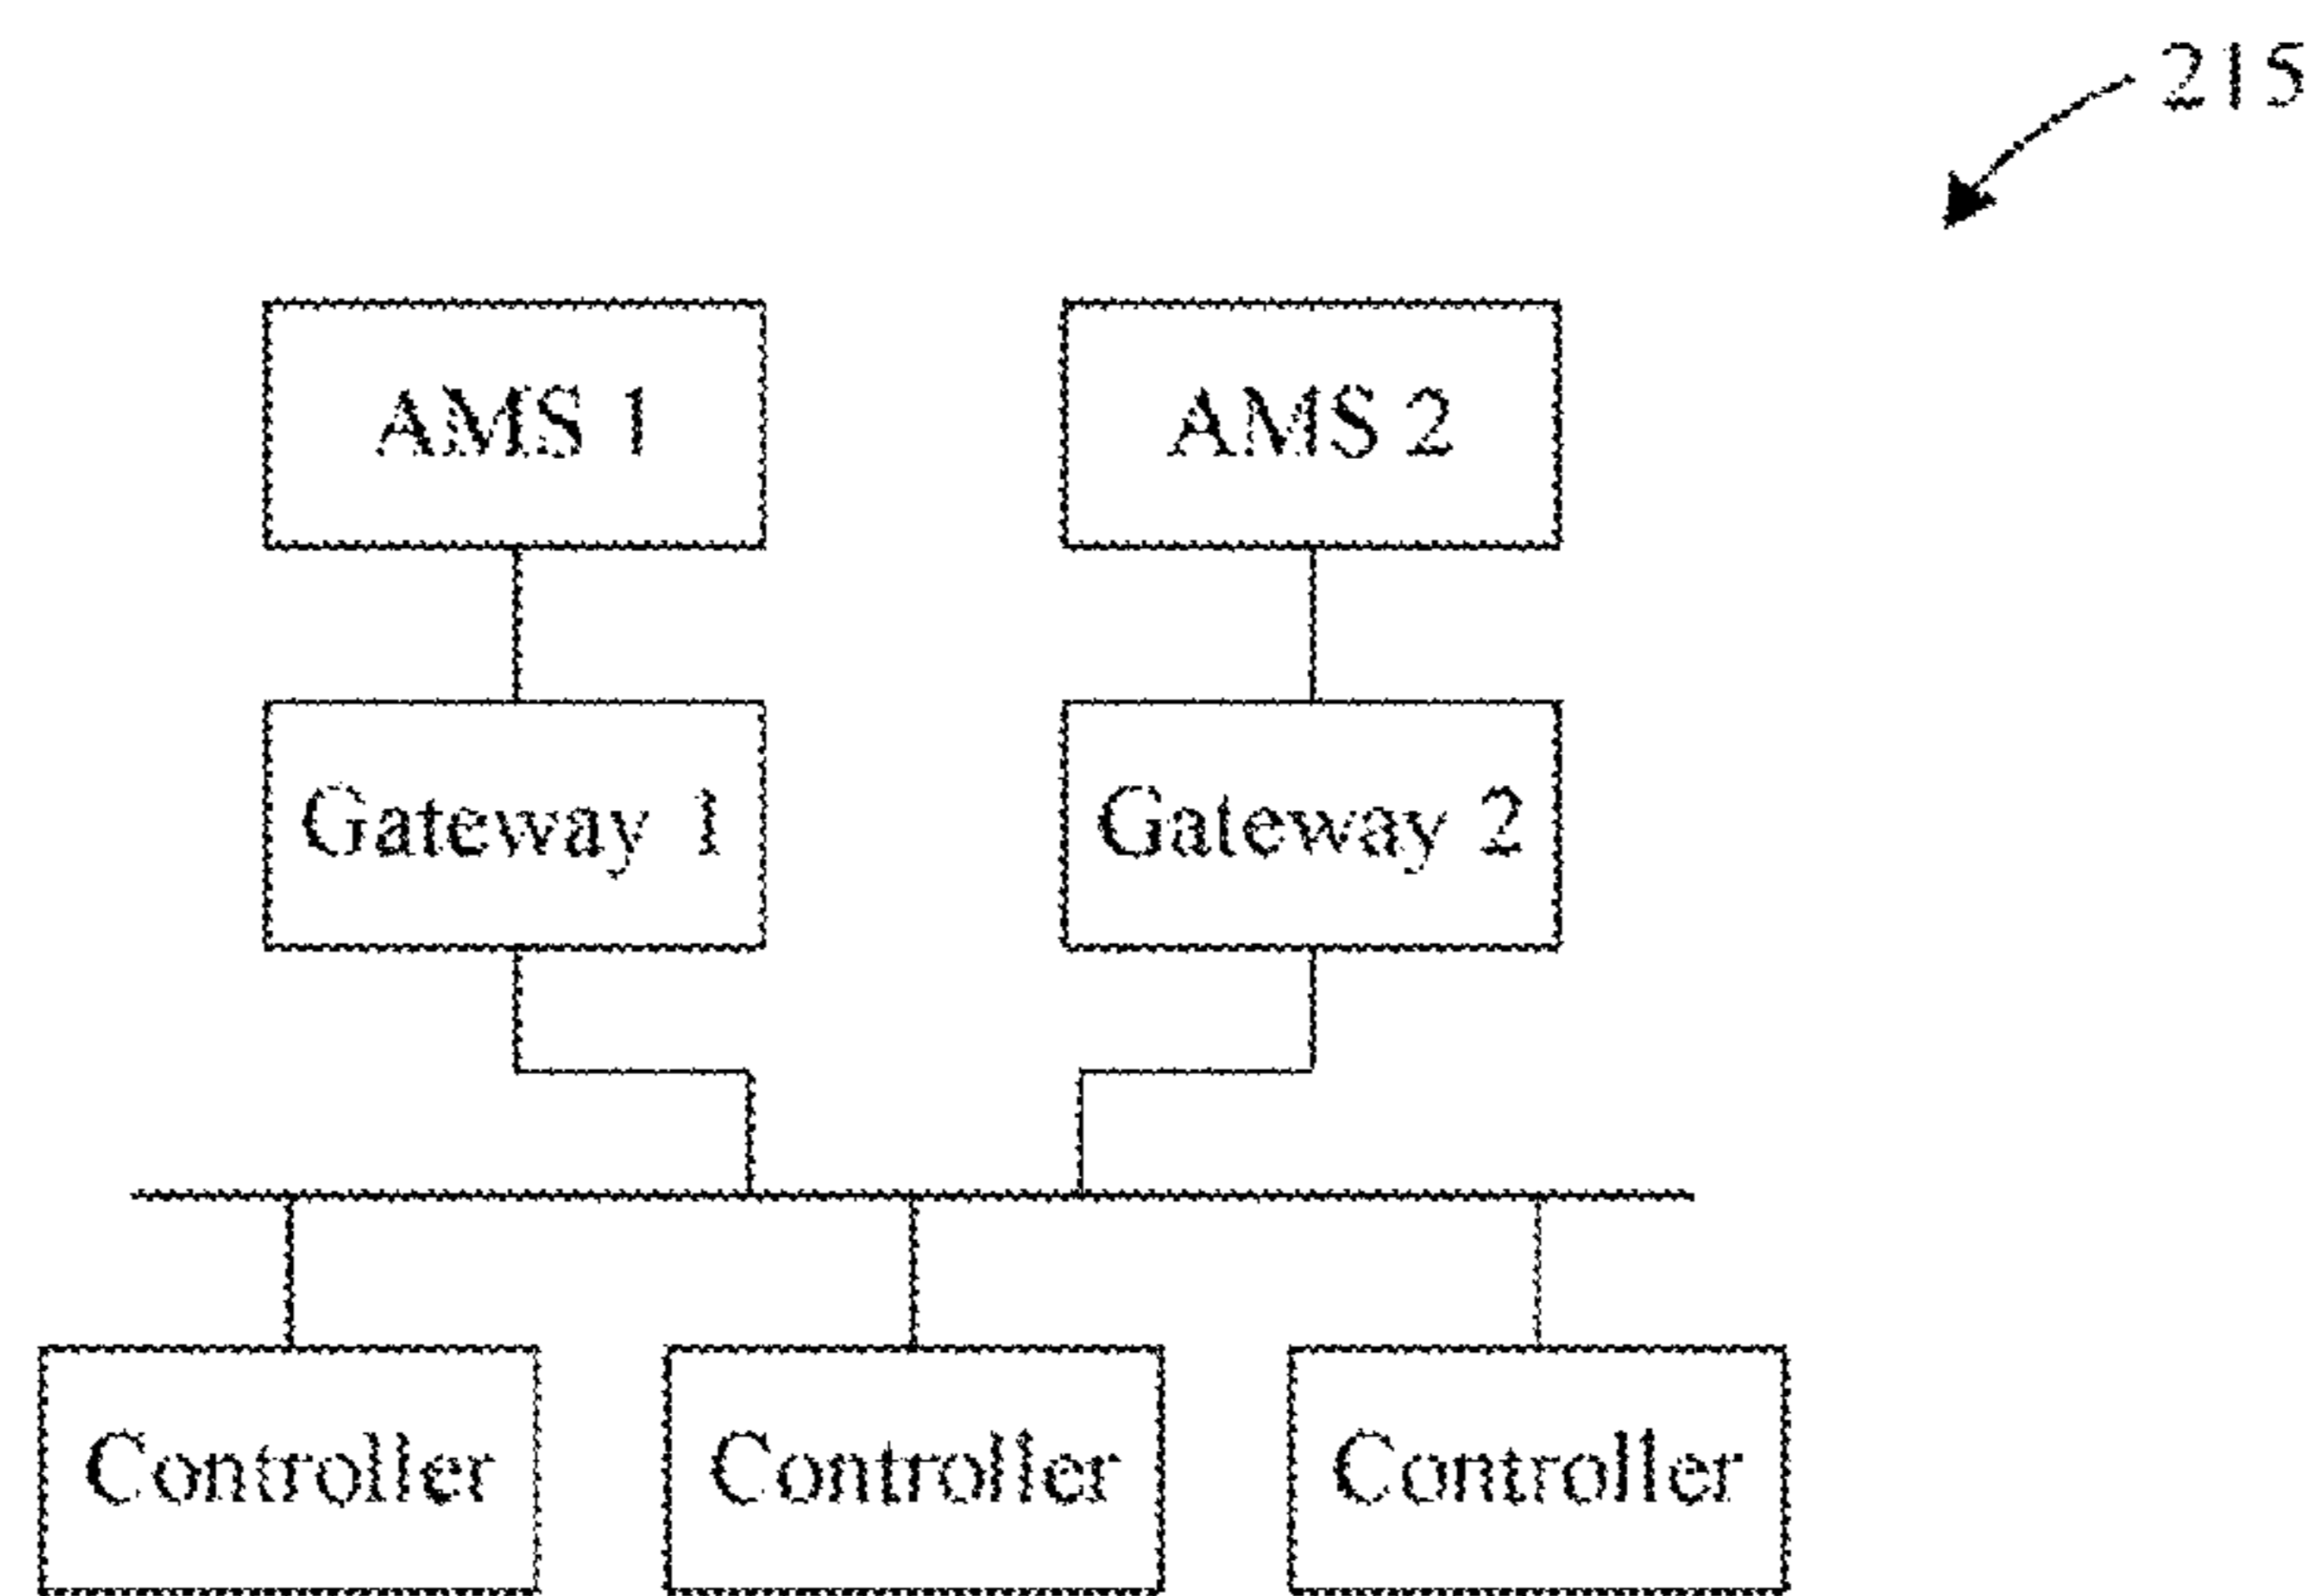 215
AMS 1
AMS 2
Gateway 1
Gateway 2
Controller
Controller
Controller